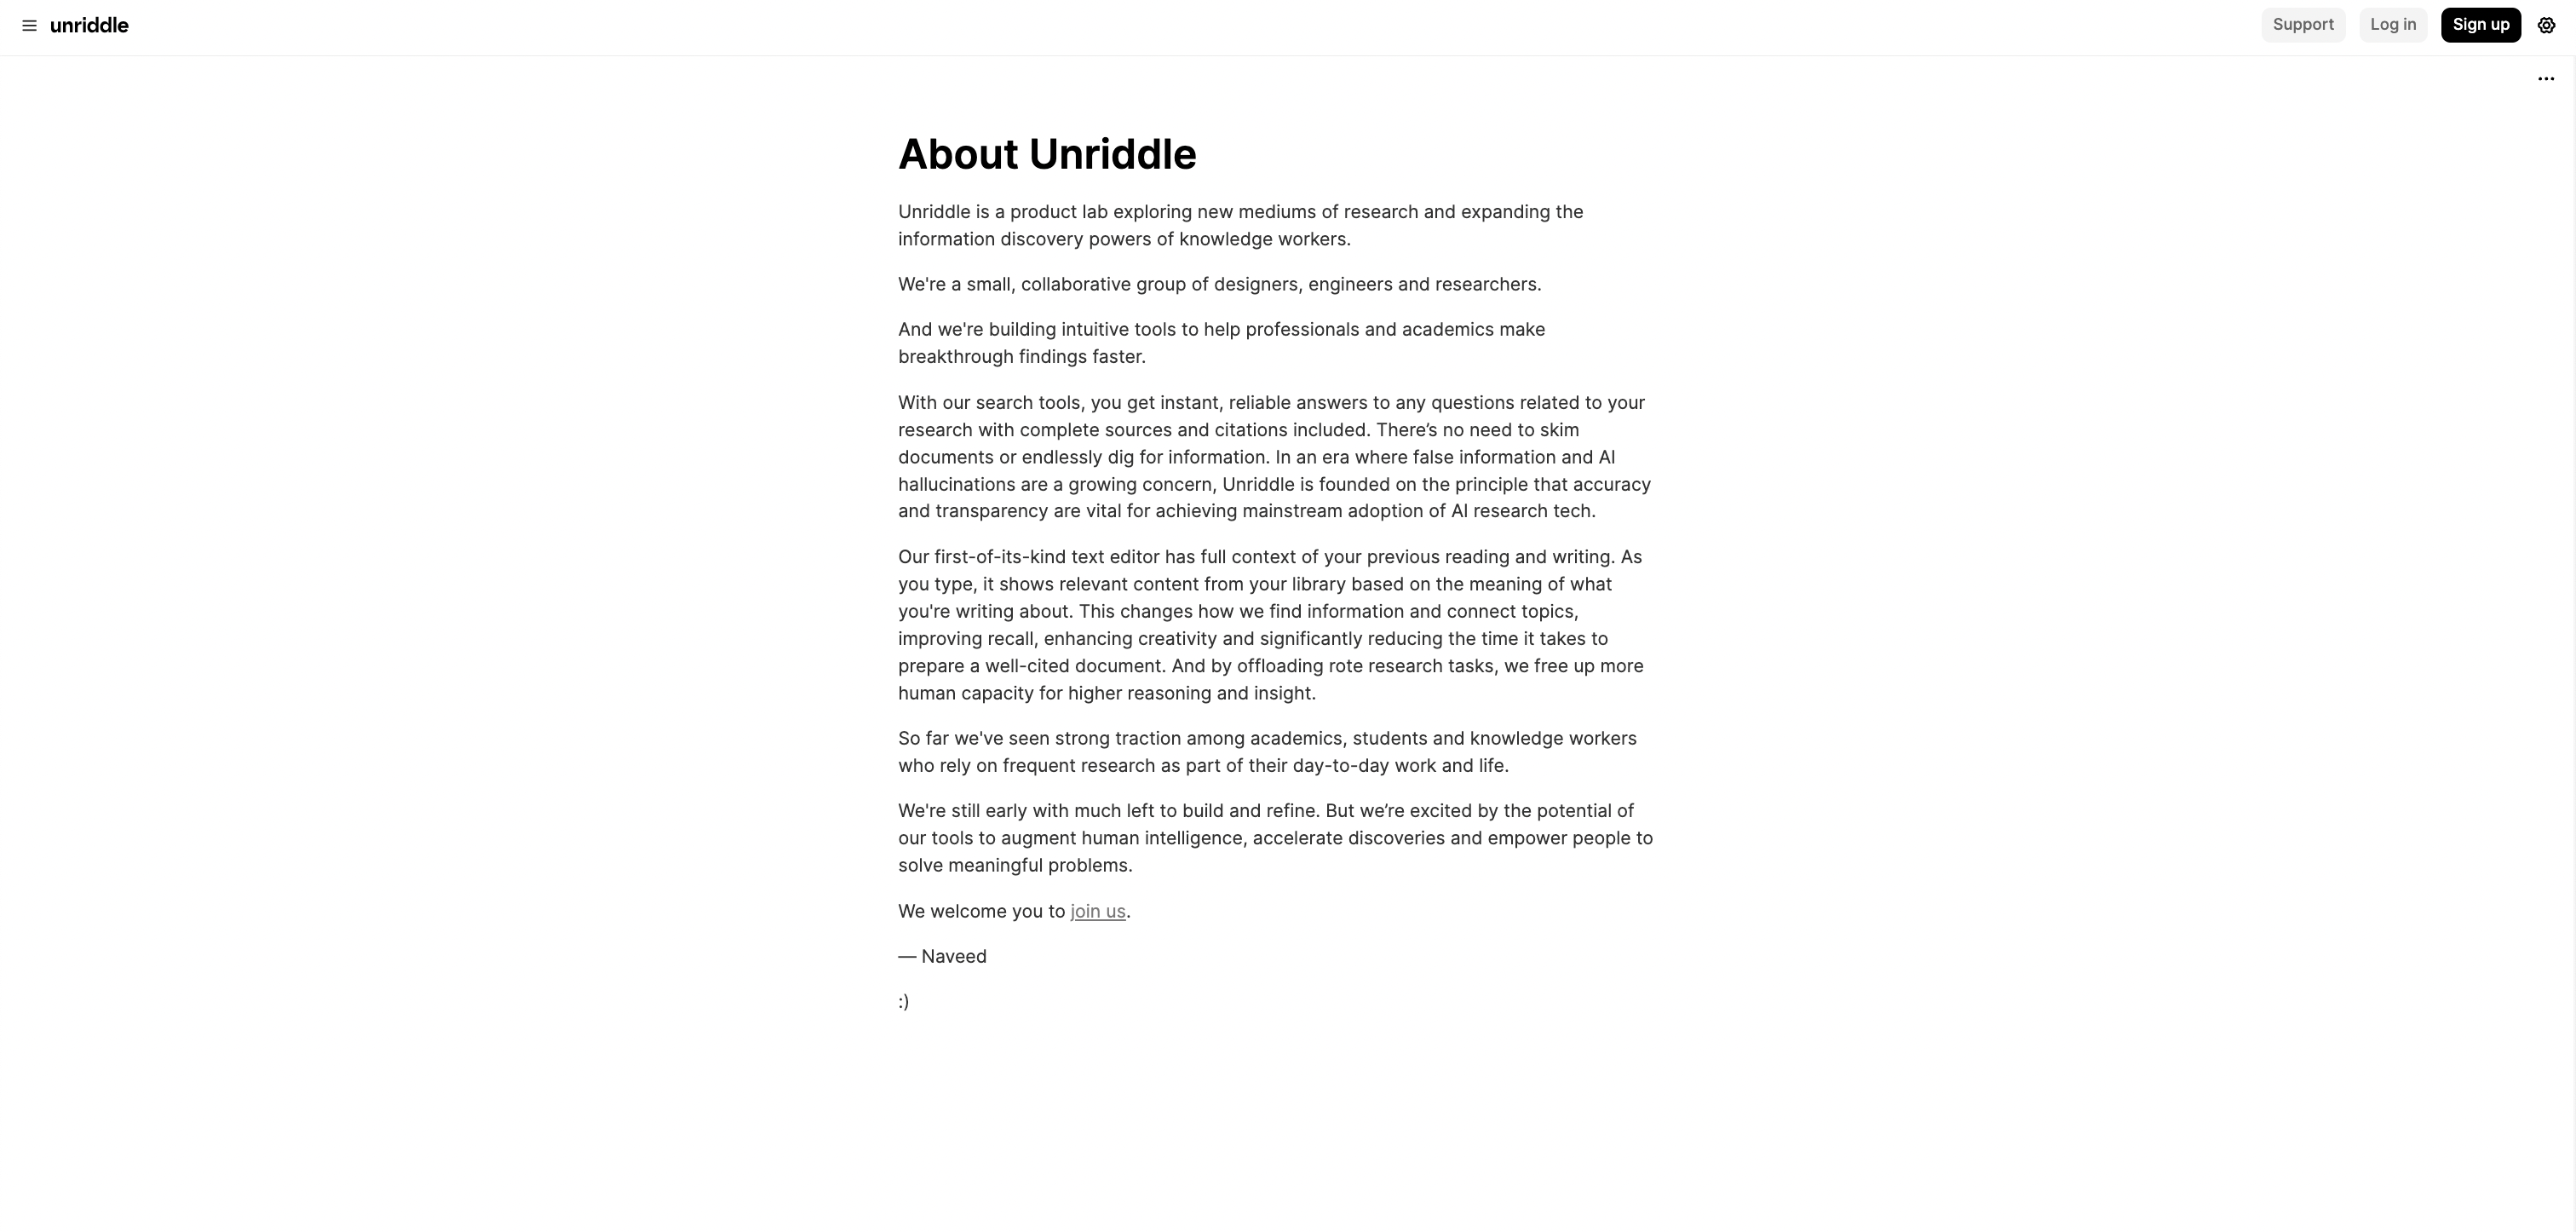 unriddle
Support
Log in
Sign up
About Unriddle
Unriddle is a product lab exploring new mediums of research and expanding the
information discovery powers of knowledge workers.
We're a small, collaborative group of designers, engineers and researchers.
And we're building intuitive tools to help professionals and academics make
breakthrough findings faster.
With our search tools, you get instant, reliable answers to any questions related to your
research with complete sources and citations included. There’s no need to skim
documents or endlessly dig for information. In an era where false information and AI
hallucinations are a growing concern, Unriddle is founded on the principle that accuracy
and transparency are vital for achieving mainstream adoption of AI research tech.
Our first-of-its-kind text editor has full context of your previous reading and writing. As
you type, it shows relevant content from your library based on the meaning of what
you're writing about. This changes how we find information and connect topics,
improving recall, enhancing creativity and significantly reducing the time it takes to
prepare a well-cited document. And by offloading rote research tasks, we free up more
human capacity for higher reasoning and insight.
So far we've seen strong traction among academics, students and knowledge workers
who rely on frequent research as part of their day-to-day work and life.
We're still early with much left to build and refine. But we’re excited by the potential of
our tools to augment human intelligence, accelerate discoveries and empower people to
solve meaningful problems.
We welcome you to join us.
— Naveed
:)